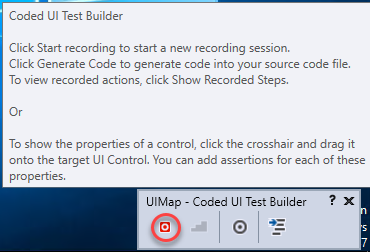 Coded UI Test Builder
Click Start recording to start a new recording session.
Click Generate Code to generate code into your source code file.
To view recorded actions, click Show Recorded Steps.
Or
To show the properties of a control, click the crosshair and drag it
onto the target UI Control. You can add assertions for each of these
properties.
UIMap - Coded UI Test Builder ?